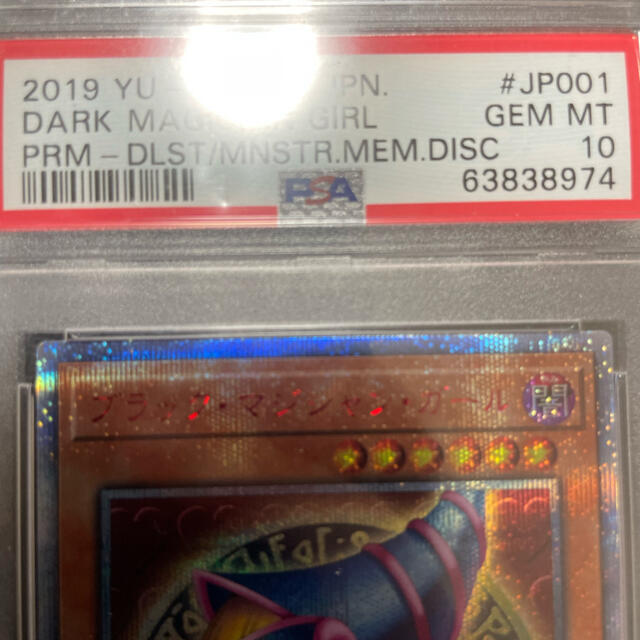 2019 YU PN. #JP001
DARK MAG GIRL GEM MT
PRM-DLST/MNSTR.MEM.DISC 10
PSA 63838974
ブラック・マジシャン・ガール 闇